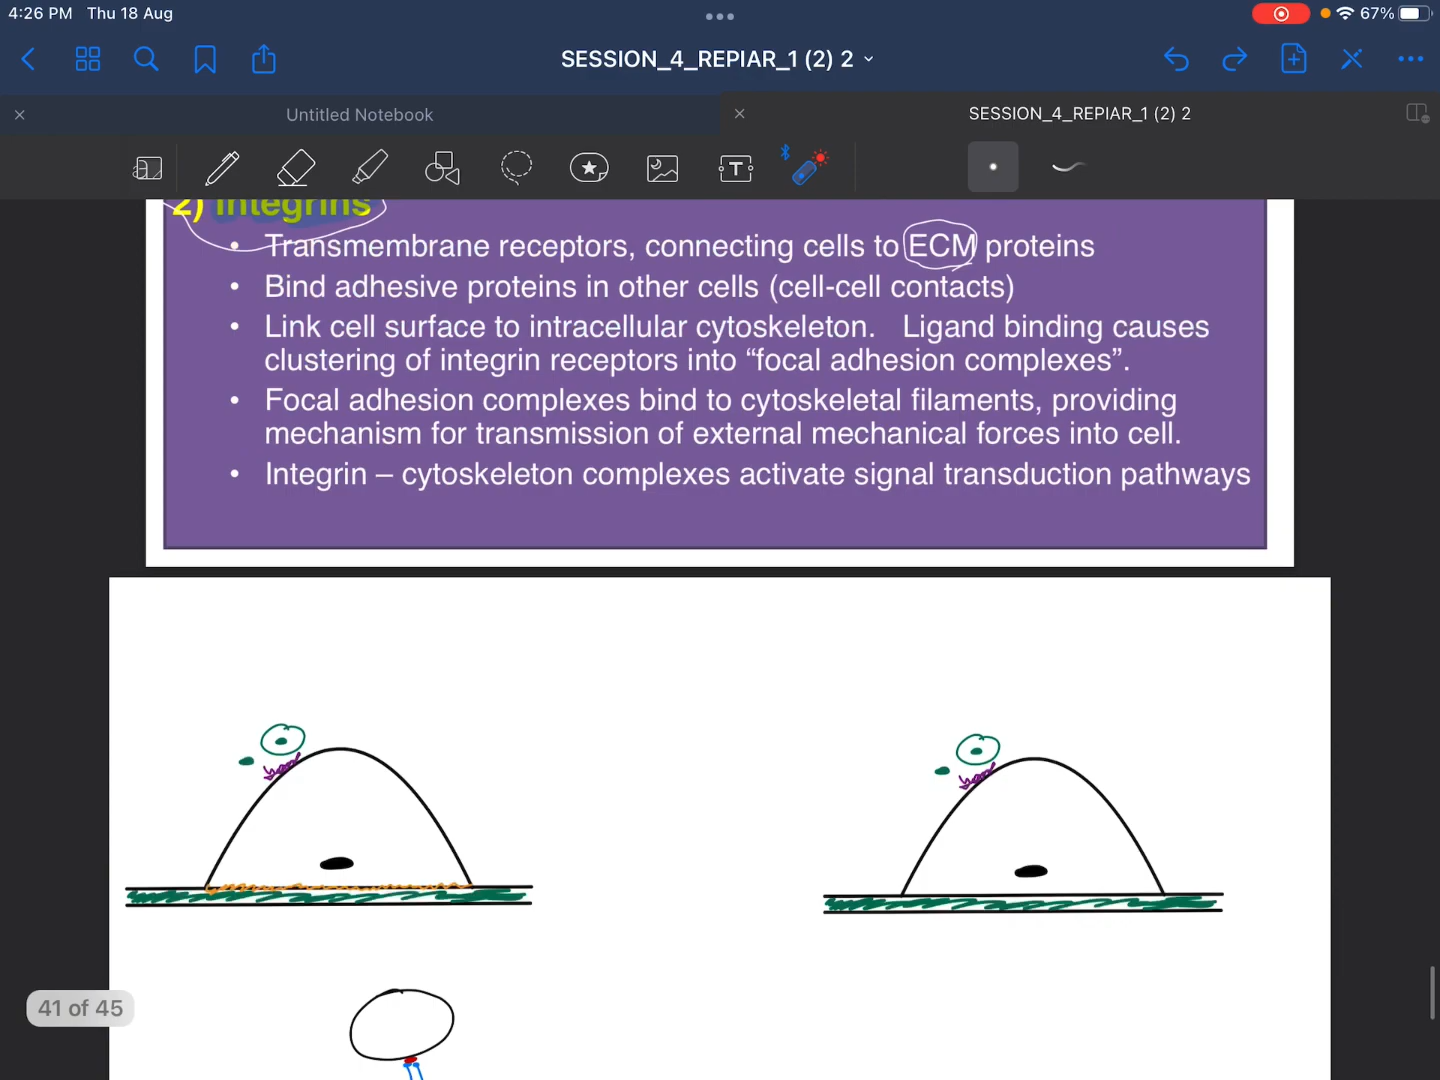 4:26 PM Thu 18 Aug
67%
SESSION_4_REPIAR_1 (2) 2
Untitled Notebook
SESSION_4_REPIAR_1 (2) 2
2) Integrins
• Transmembrane receptors, connecting cells to ECM proteins
• Bind adhesive proteins in other cells (cell-cell contacts)
• Link cell surface to intracellular cytoskeleton. Ligand binding causes
clustering of integrin receptors into “focal adhesion complexes”.
• Focal adhesion complexes bind to cytoskeletal filaments, providing
mechanism for transmission of external mechanical forces into cell.
• Integrin – cytoskeleton complexes activate signal transduction pathways
41 of 45